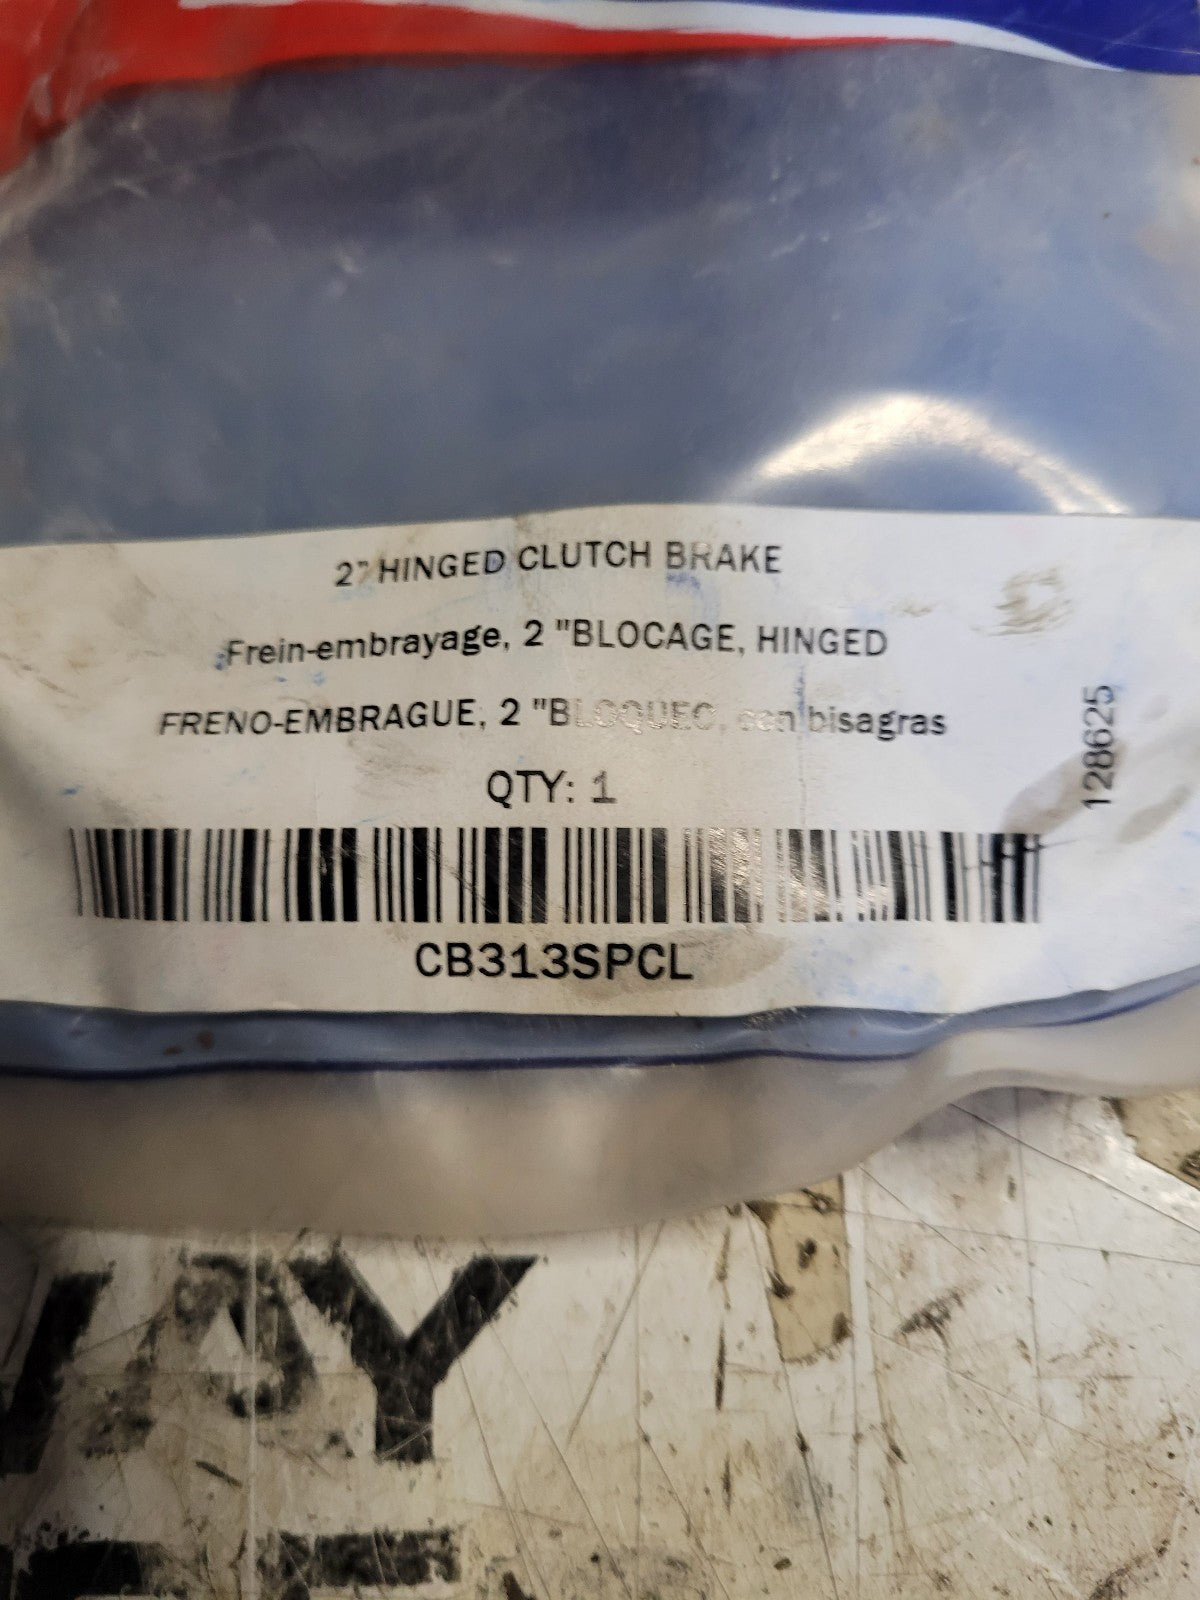 2" HINGED CLUTCH BRAKE
Frein-embrayage, 2 "BLOCAGE, HINGED
FRENO-EMBRAGUE, 2 "BLOQUEO, con bisagras
QTY: 1
128625
CB313SPCL